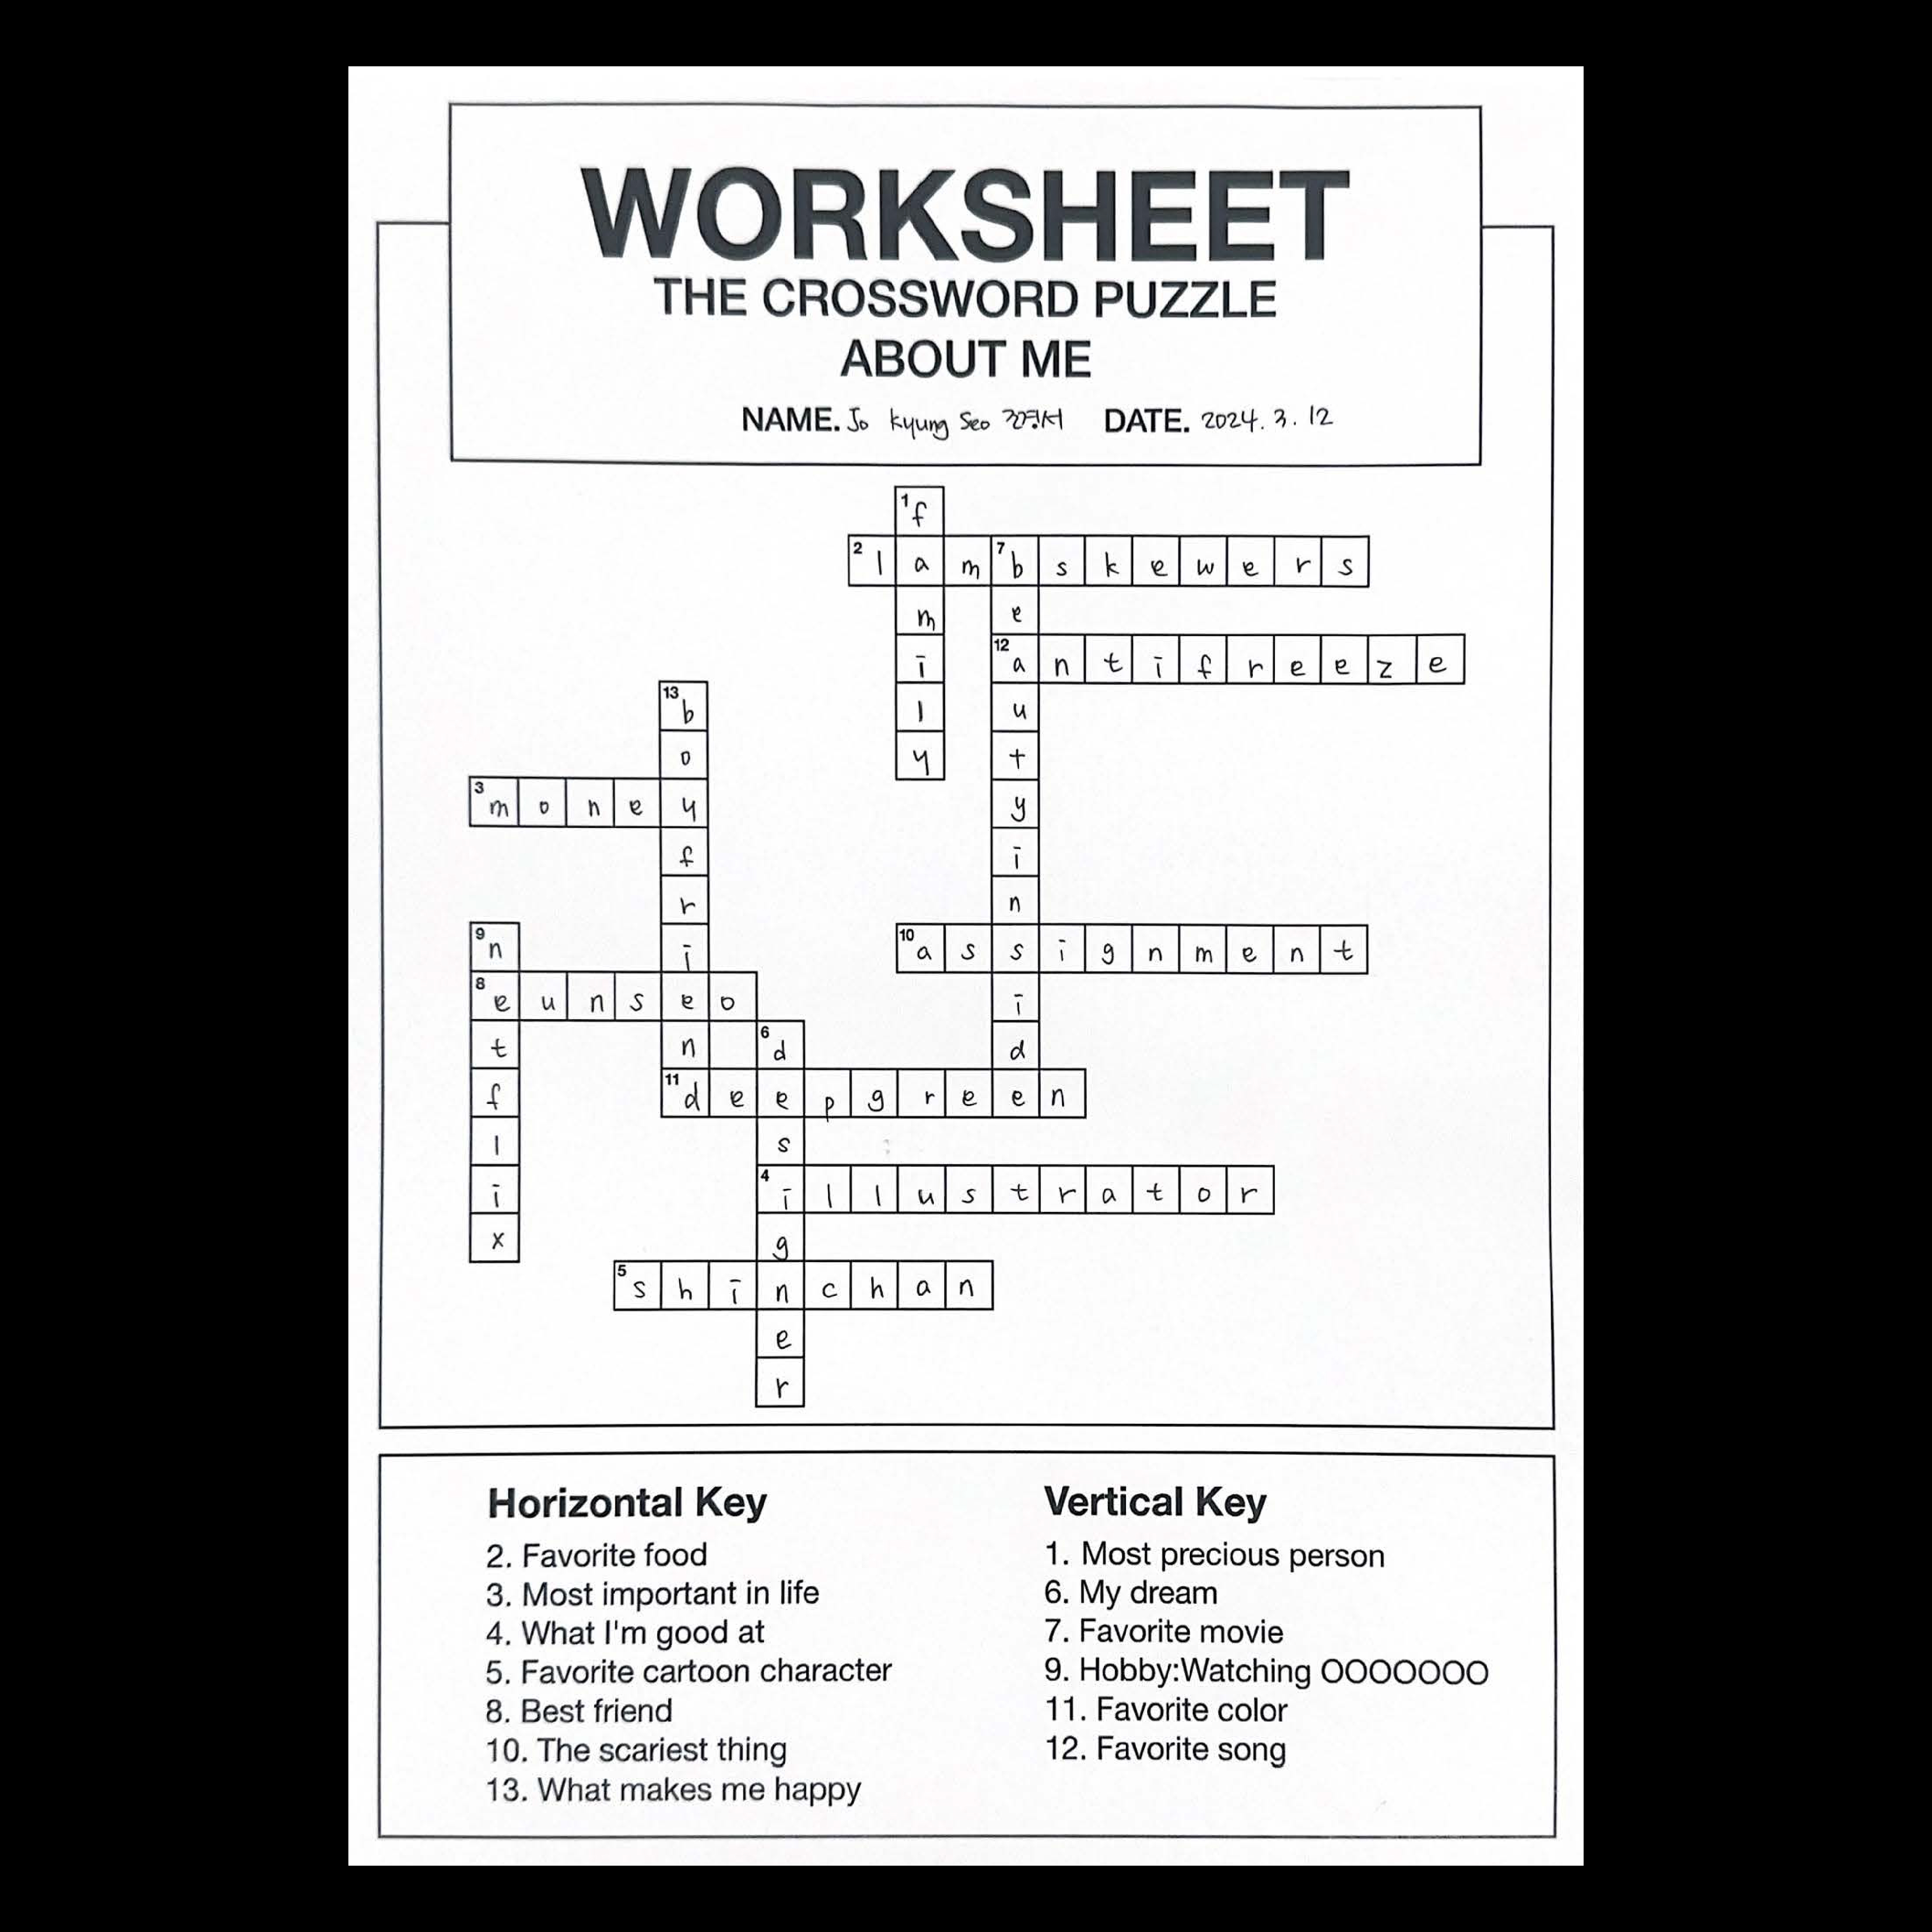 WORKSHEET
THE CROSSWORD PUZZLE
ABOUT ME
NAME. Jo Kyung Seo 조경서 DATE. 2024. 3. 12
1 f
2 l a m 7 b s k e w e r s
m e
i 12 a n t i f r e e z e
13 b l u
o y t
3 m o n e y y
f i
r n
9 n i 10 a s s i g n m e n t
8 e u n s e o i
t n 6 d d
f 11 d e e p g r e e n
l s
i 4 i l l u s t r a t o r
x g
5 s h i n c h a n
e
r
Horizontal Key
2. Favorite food
3. Most important in life
4. What I'm good at
5. Favorite cartoon character
8. Best friend
10. The scariest thing
13. What makes me happy
Vertical Key
1. Most precious person
6. My dream
7. Favorite movie
9. Hobby:Watching OOOOOOO
11. Favorite color
12. Favorite song